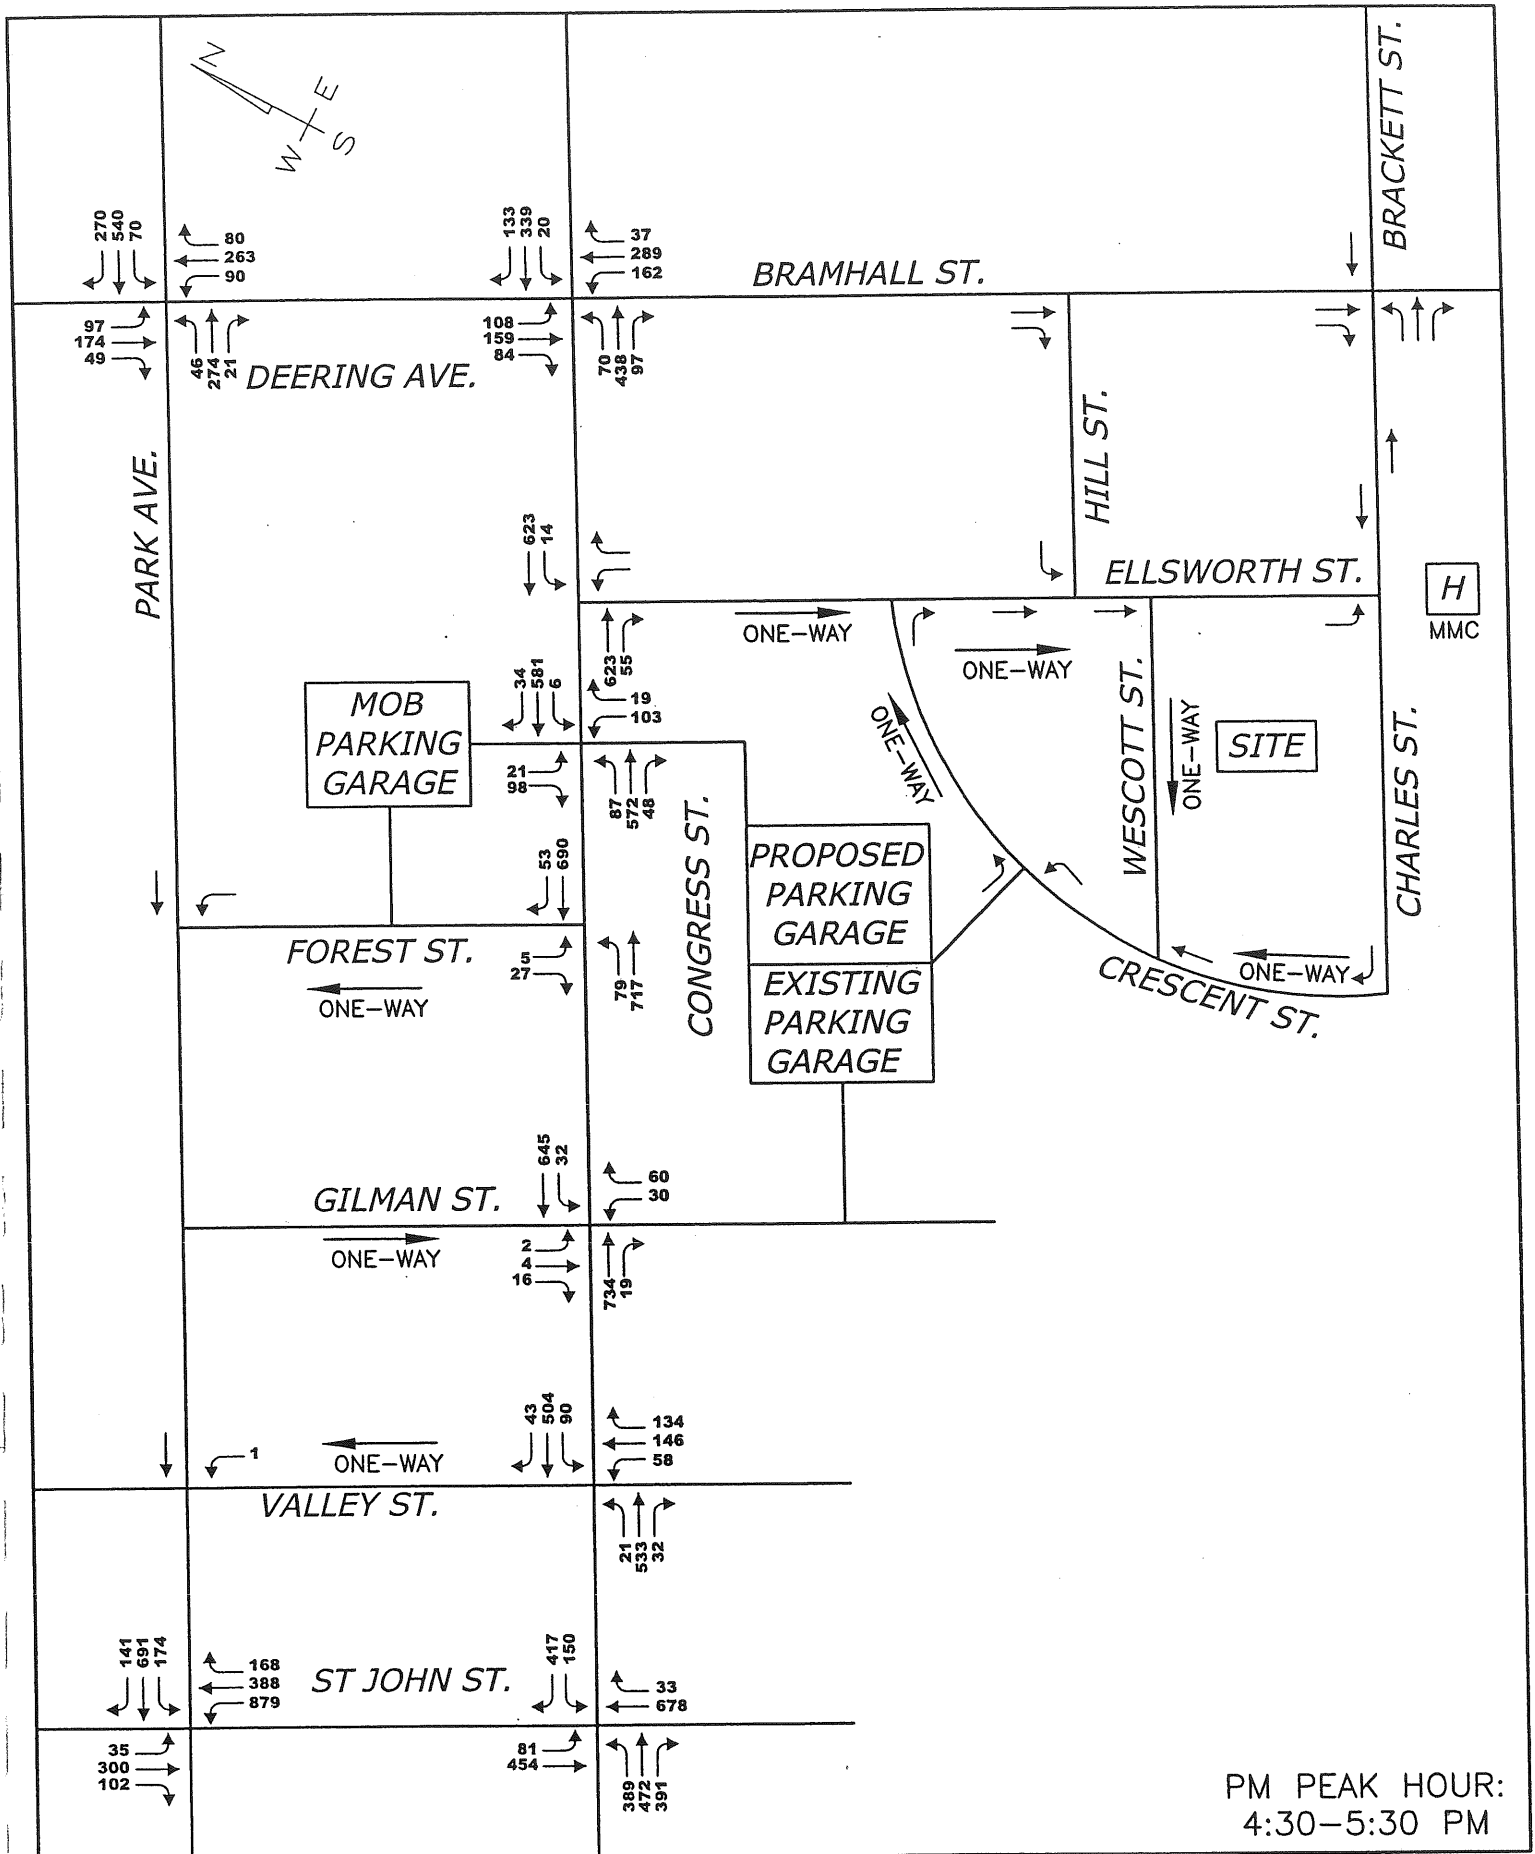 N
E
W
S
BRACKETT ST.
270
540
70
80
263
90
133
339
20
37
289
162
BRAMHALL ST.
97
174
49
46
274
21
DEERING AVE.
108
159
84
70
438
97
PARK AVE.
HILL ST.
623
14
ELLSWORTH ST.
H
MMC
ONE-WAY
623
55
ONE-WAY
34
581
6
19
103
MOB
PARKING
GARAGE
21
98
87
572
48
ONE-WAY
WESCOTT ST.
ONE-WAY
SITE
CHARLES ST.
CONGRESS ST.
53
690
PROPOSED
PARKING
GARAGE
FOREST ST.
ONE-WAY
5
27
79
717
EXISTING
PARKING
GARAGE
ONE-WAY
CRESCENT ST.
645
32
60
30
GILMAN ST.
ONE-WAY
2
4
16
734
19
43
504
90
134
146
58
1
ONE-WAY
VALLEY ST.
21
533
32
141
691
174
168
388
879
ST JOHN ST.
417
150
33
678
35
300
102
81
454
389
472
391
PM PEAK HOUR:
4:30-5:30 PM